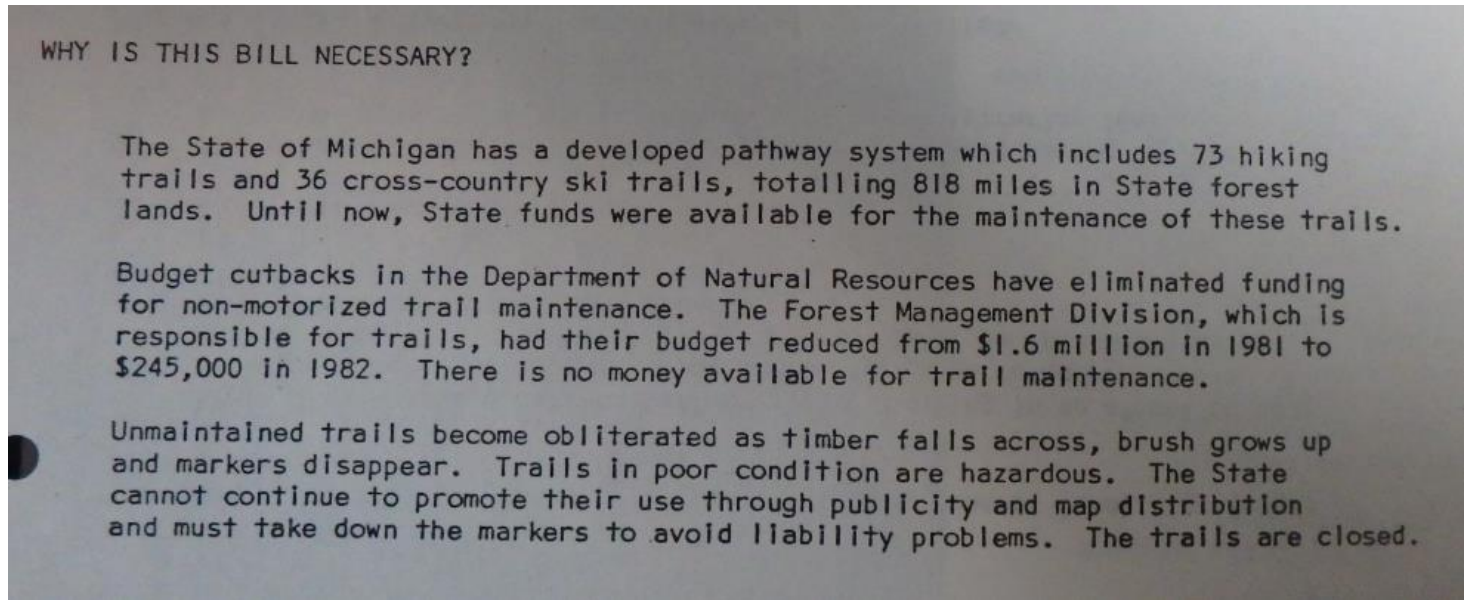 WHY IS THIS BILL NECESSARY?
The State of Michigan has a developed pathway system which includes 73 hiking
trails and 36 cross-country ski trails, totalling 818 miles in State forest
lands. Until now, State funds were available for the maintenance of these trails.
Budget cutbacks in the Department of Natural Resources have eliminated funding
for non-motorized trail maintenance. The Forest Management Division, which is
responsible for trails, had their budget reduced from $1.6 million in 1981 to
$245,000 in 1982. There is no money available for trail maintenance.
Unmaintained trails become obliterated as timber falls across, brush grows up
and markers disappear. Trails in poor condition are hazardous. The State
cannot continue to promote their use through publicity and map distribution
and must take down the markers to avoid liability problems. The trails are closed.